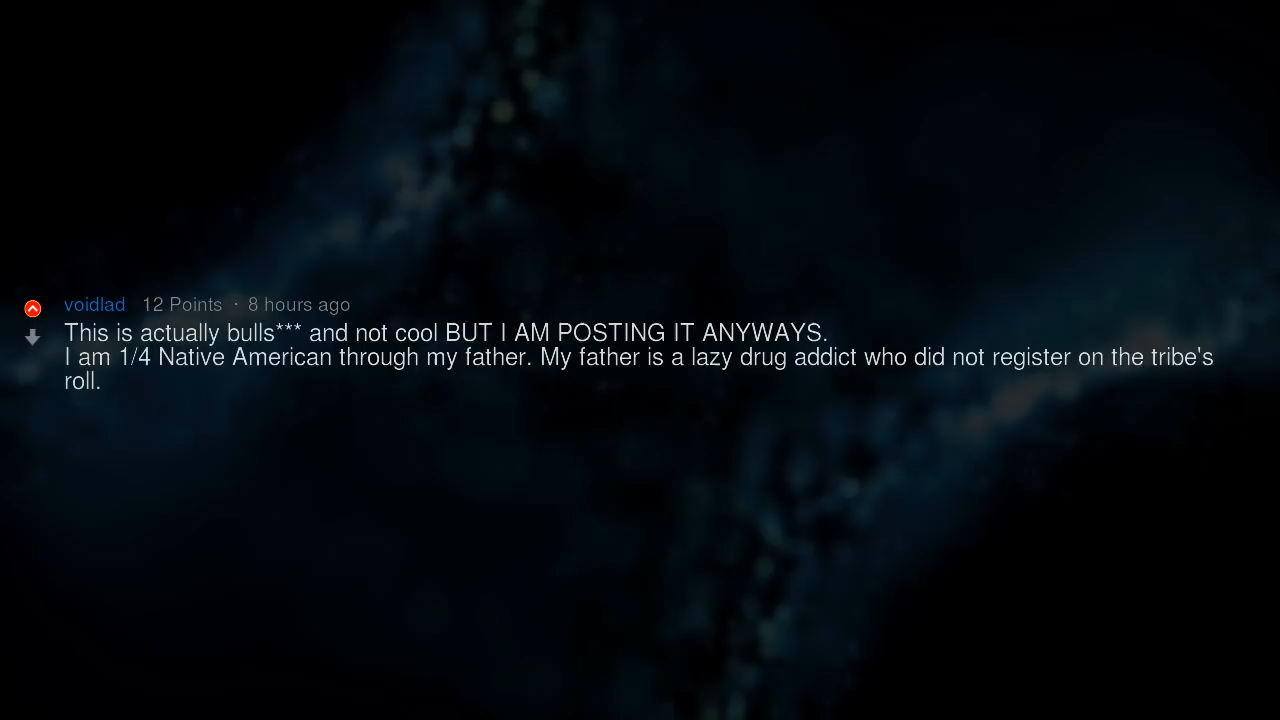 voidlad 12 Points · 8 hours ago
This is actually bulls*** and not cool BUT I AM POSTING IT ANYWAYS.
I am 1/4 Native American through my father. My father is a lazy drug addict who did not register on the tribe's
roll.